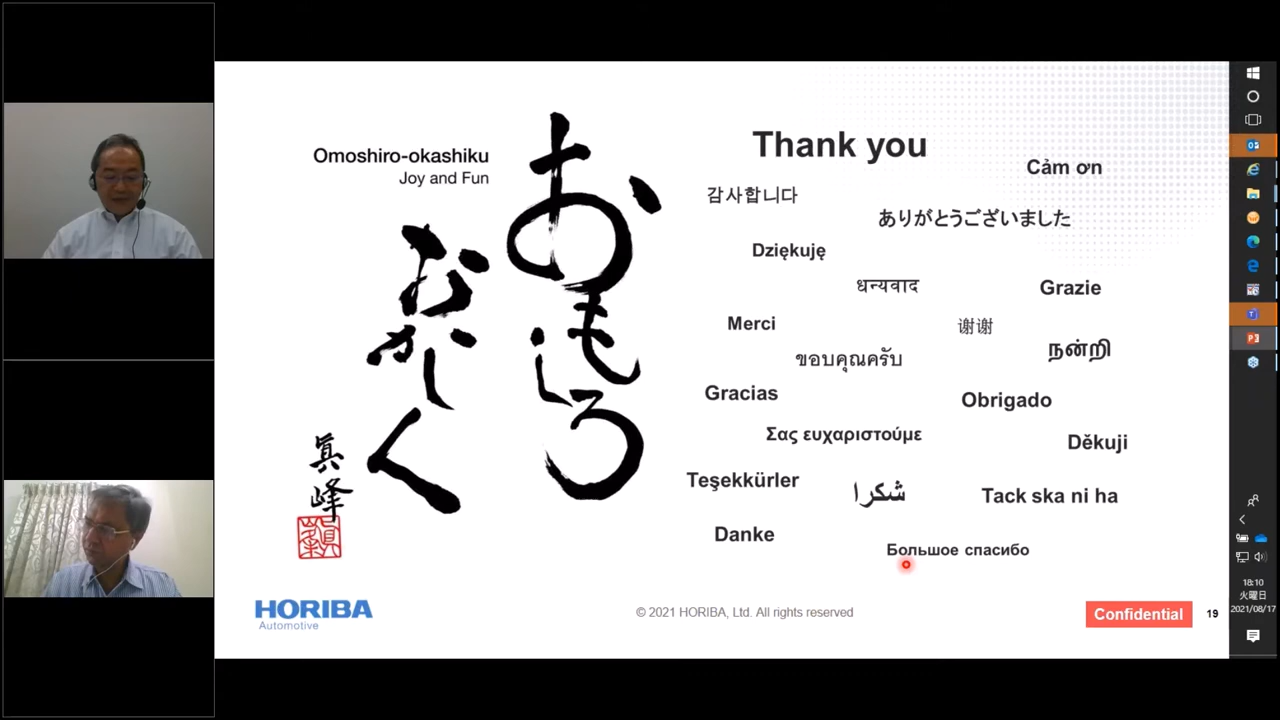 Omoshiro-okashiku
Joy and Fun
おもしろ
おかしく
眞峰
Thank you
Cảm ơn
감사합니다
ありがとうございました
Dziękuję
धन्यवाद
Grazie
Merci
谢谢
நன்றி
ขอบคุณครับ
Gracias
Obrigado
Σας ευχαριστούμε
Děkuji
Teşekkürler
شكرا
Tack ska ni ha
Danke
Большое спасибо
HORIBA
Automotive
© 2021 HORIBA, Ltd. All rights reserved
Confidential
19
18:10
火曜日
2021/08/17